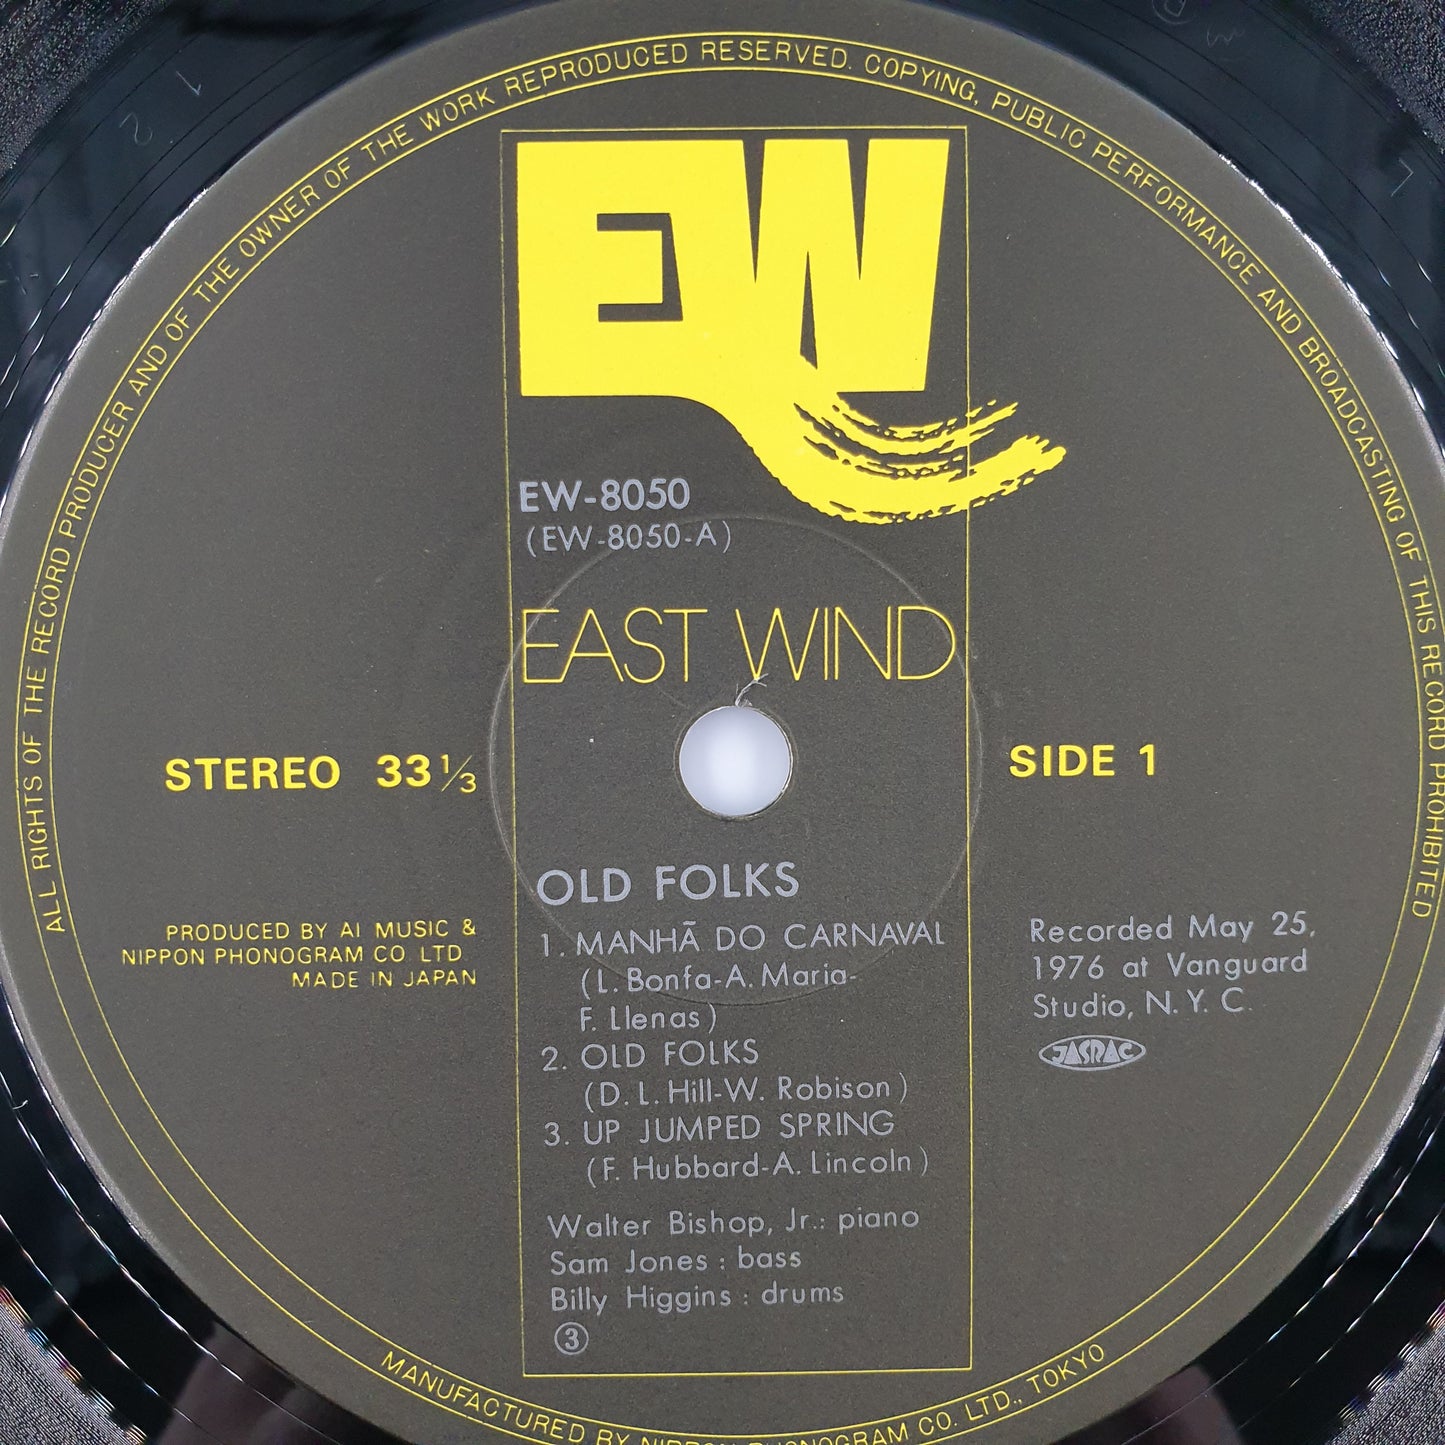 ALL RIGHTS OF THE RECORD PRODUCER AND OF THE OWNER OF THE WORK REPRODUCED RESERVED. COPYING, PUBLIC PERFORMANCE AND BROADCASTING OF THIS RECORD PROHIBITED
EW
EW-8050
(EW-8050-A)
EAST WIND
STEREO 33 1/3
SIDE 1
OLD FOLKS
1. MANHÃ DO CARNAVAL
(L. Bonfa-A. Maria-
F. Llenas)
2. OLD FOLKS
(D. L. Hill-W. Robison)
3. UP JUMPED SPRING
(F. Hubbard-A. Lincoln)
Walter Bishop, Jr.: piano
Sam Jones : bass
Billy Higgins : drums
③
PRODUCED BY AI MUSIC &
NIPPON PHONOGRAM CO. LTD.
MADE IN JAPAN
Recorded May 25,
1976 at Vanguard
Studio, N. Y. C.
JASRAC
MANUFACTURED BY NIPPON PHONOGRAM CO. LTD., TOKYO